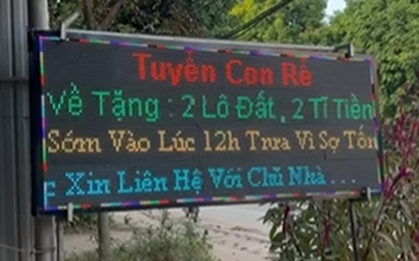 Tuyển Con Rể
Về Tặng : 2 Lô Đất , 2 Tỉ Tiền
Sớm Vào Lúc 12h Trưa Vì Sợ Tốn
c Xin Liên Hệ Với Chủ Nhà . . .